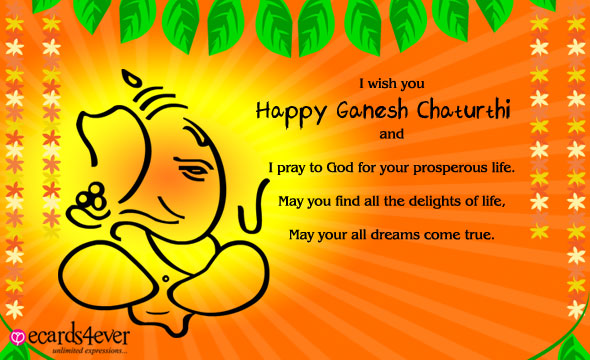 I wish you
Happy Ganesh Chaturthi
and
I pray to God for your prosperous life.
May you find all the delights of life,
May your all dreams come true.
ecards4ever
unlimited expressions...